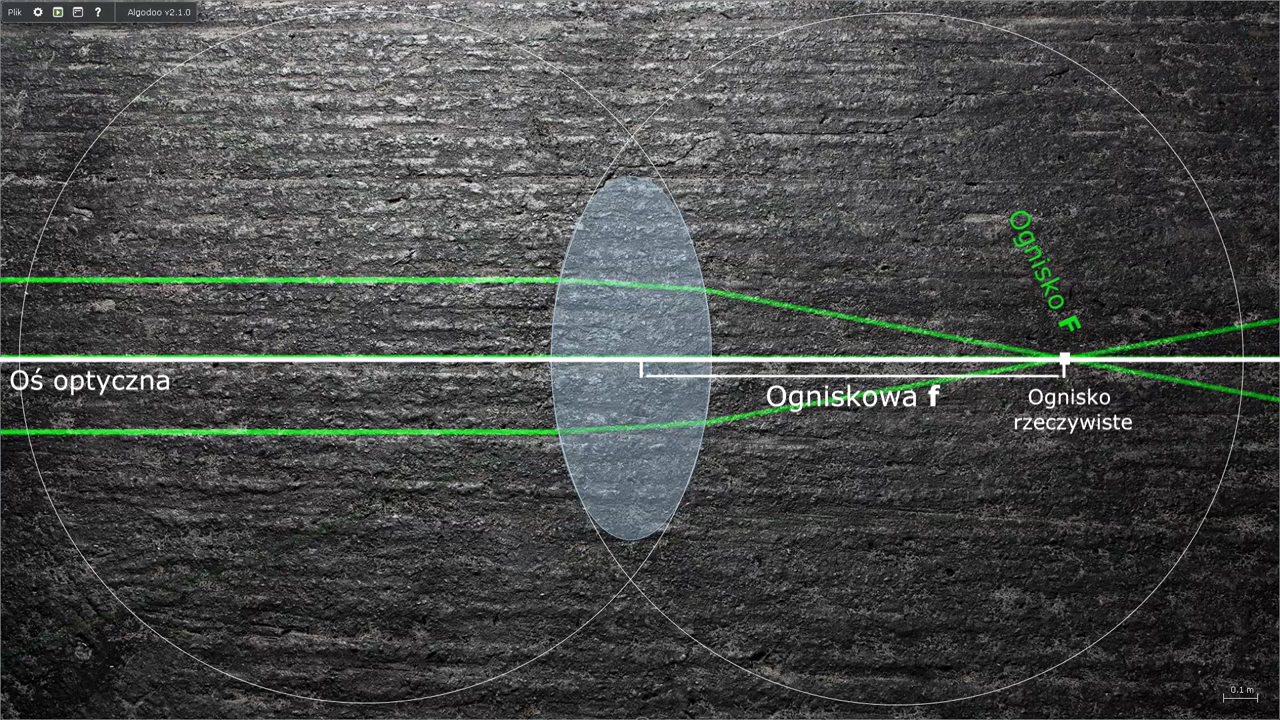 Plik ? Algodoo v2.1.0
Ognisko F
Oś optyczna
Ogniskowa f
Ognisko
rzeczywiste
0.1 m